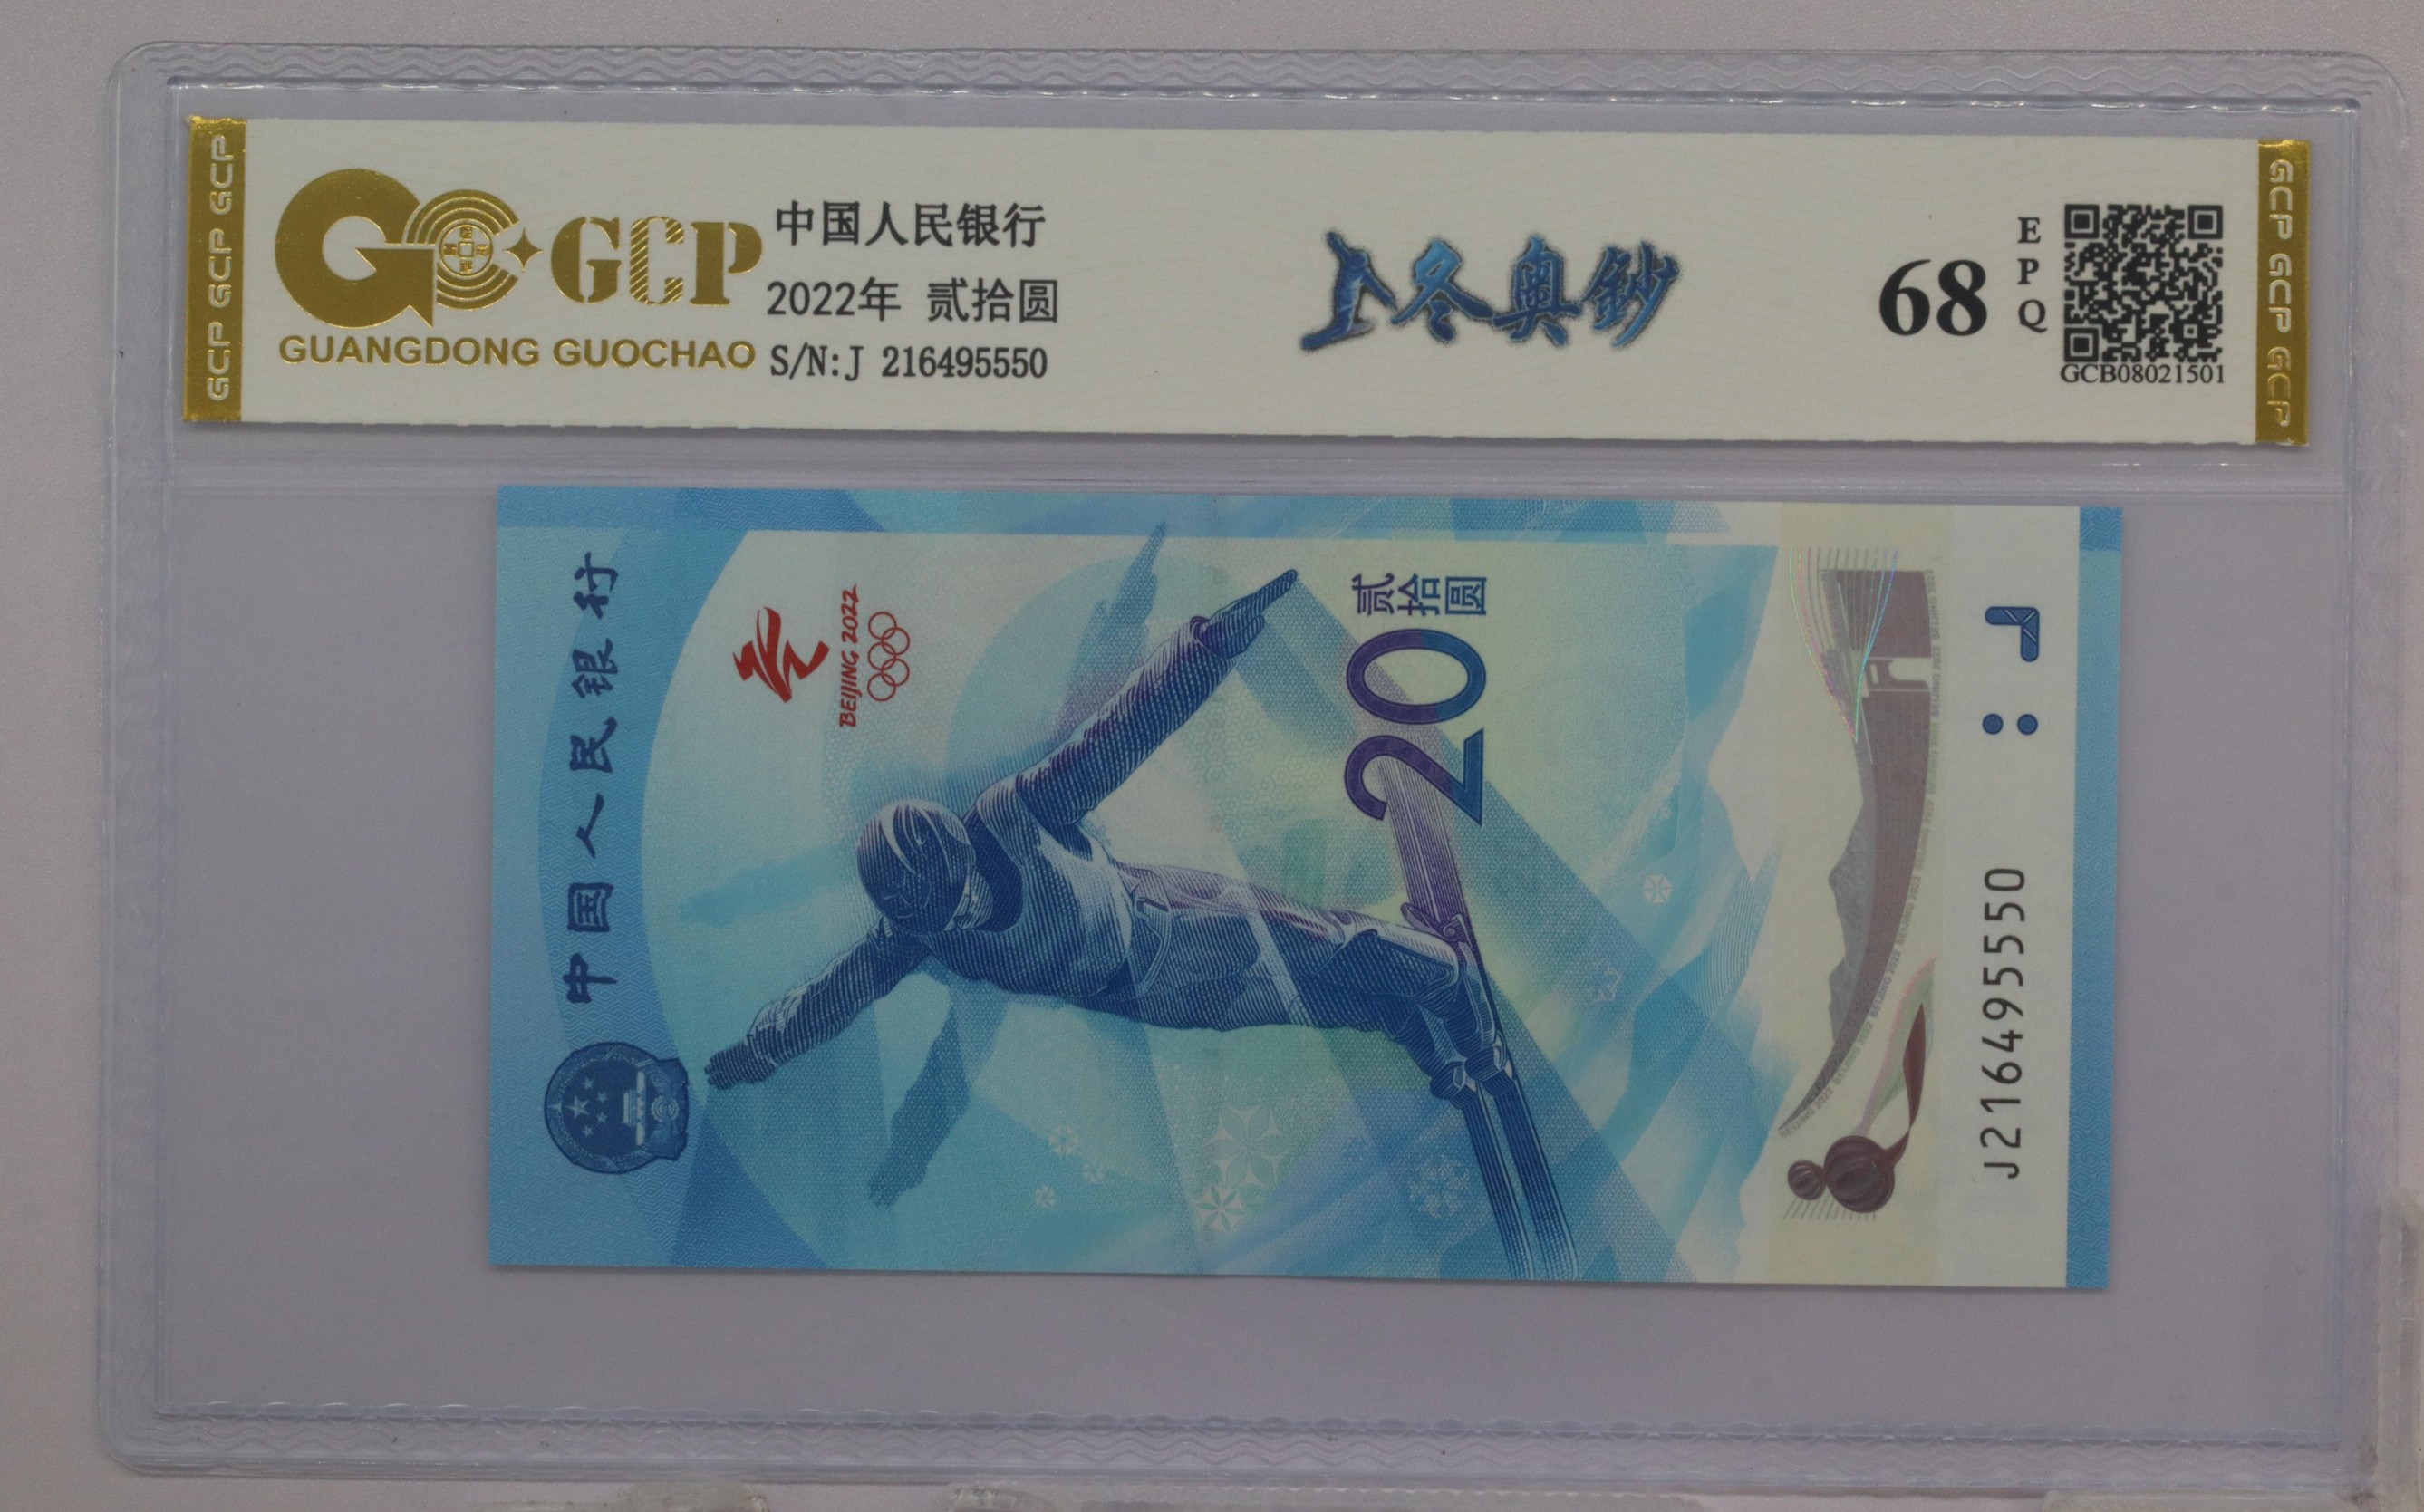 GCP GCP GCP
GCP
GUANGDONG GUOCHAO
中国人民银行
2022年 贰拾圆
S/N:J 216495550
冬奥鈔
68
EPQ
GCB08021501
GCP GCP GCP
中国人民银行
BEIJING 2022
贰拾圆
20
J216495550